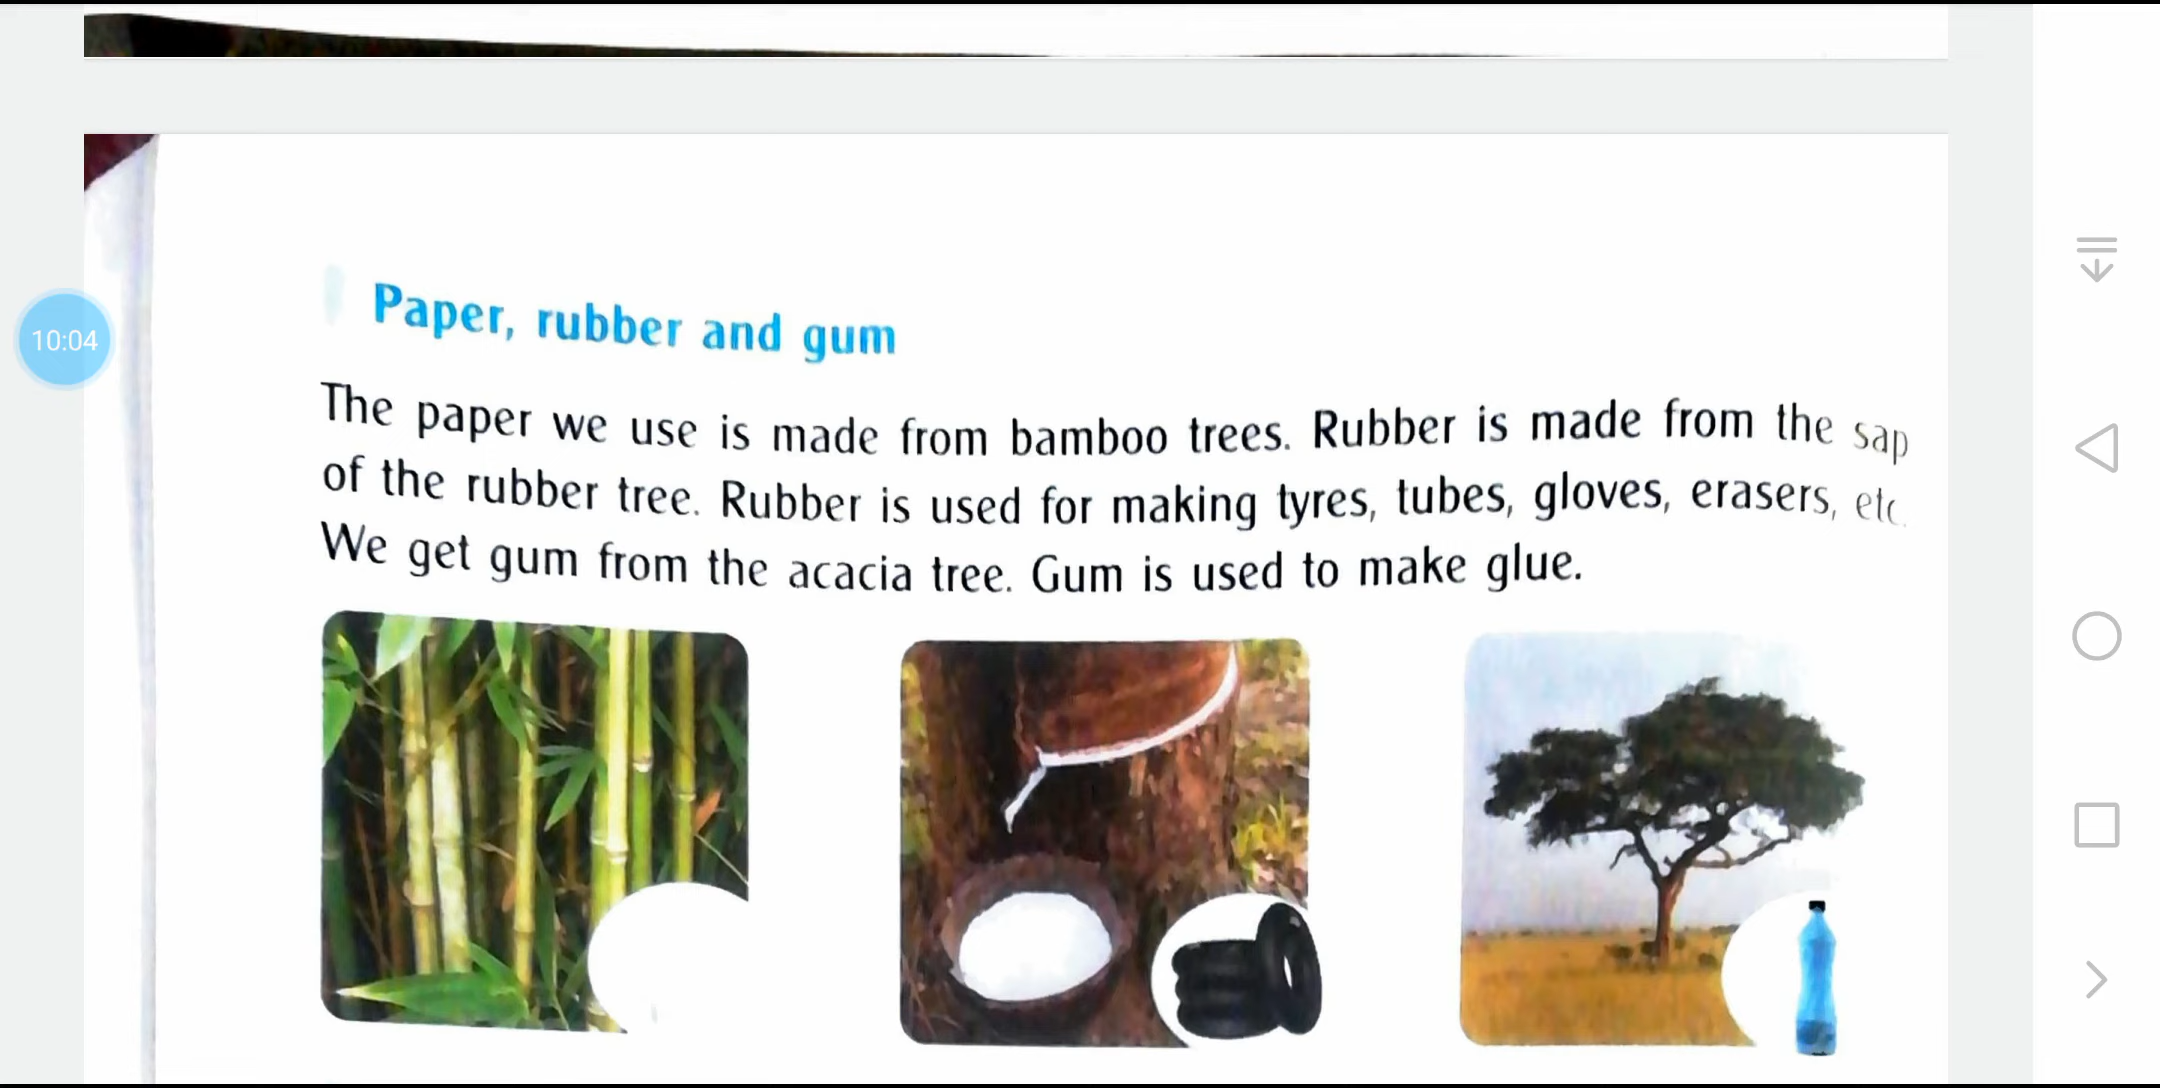 Paper, rubber and gum
10:04
The paper we use is made from bamboo trees. Rubber is made from the sap
of the rubber tree. Rubber is used for making tyres, tubes, gloves, erasers, etc.
We get gum from the acacia tree. Gum is used to make glue.